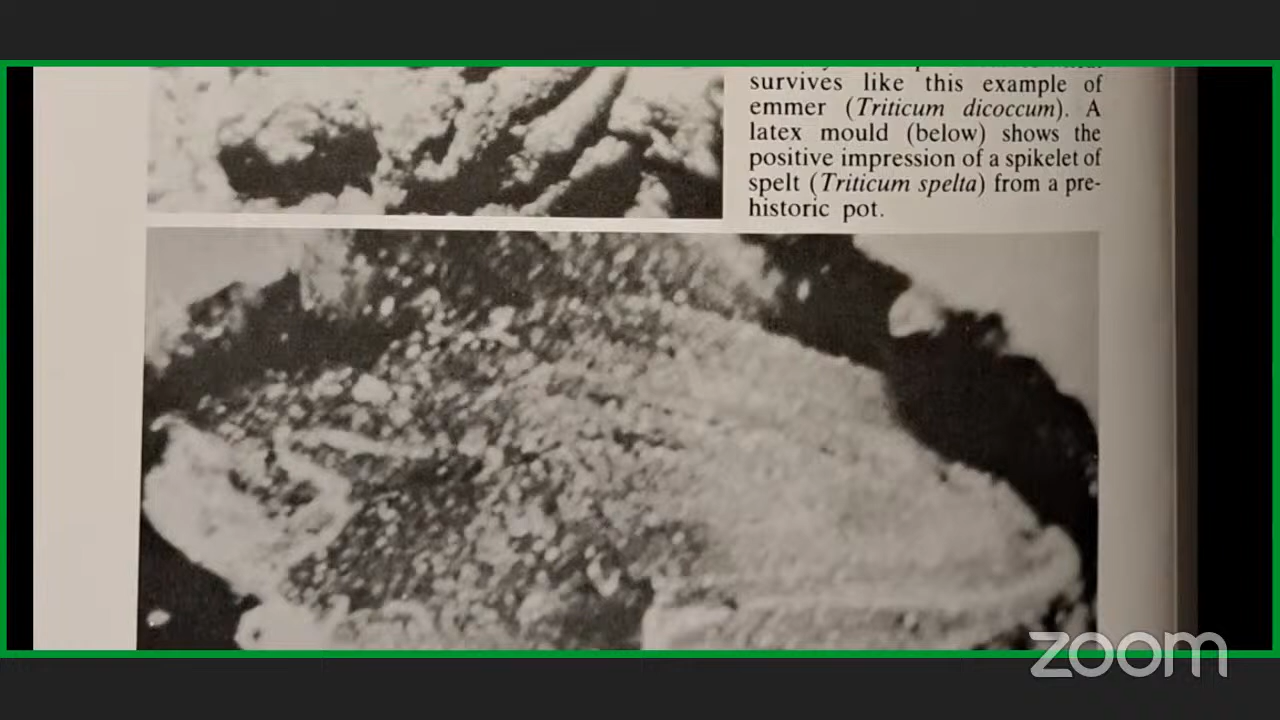 survives like this example of
emmer (Triticum dicoccum). A
latex mould (below) shows the
positive impression of a spikelet of
spelt (Triticum spelta) from a pre-
historic pot.
zoom